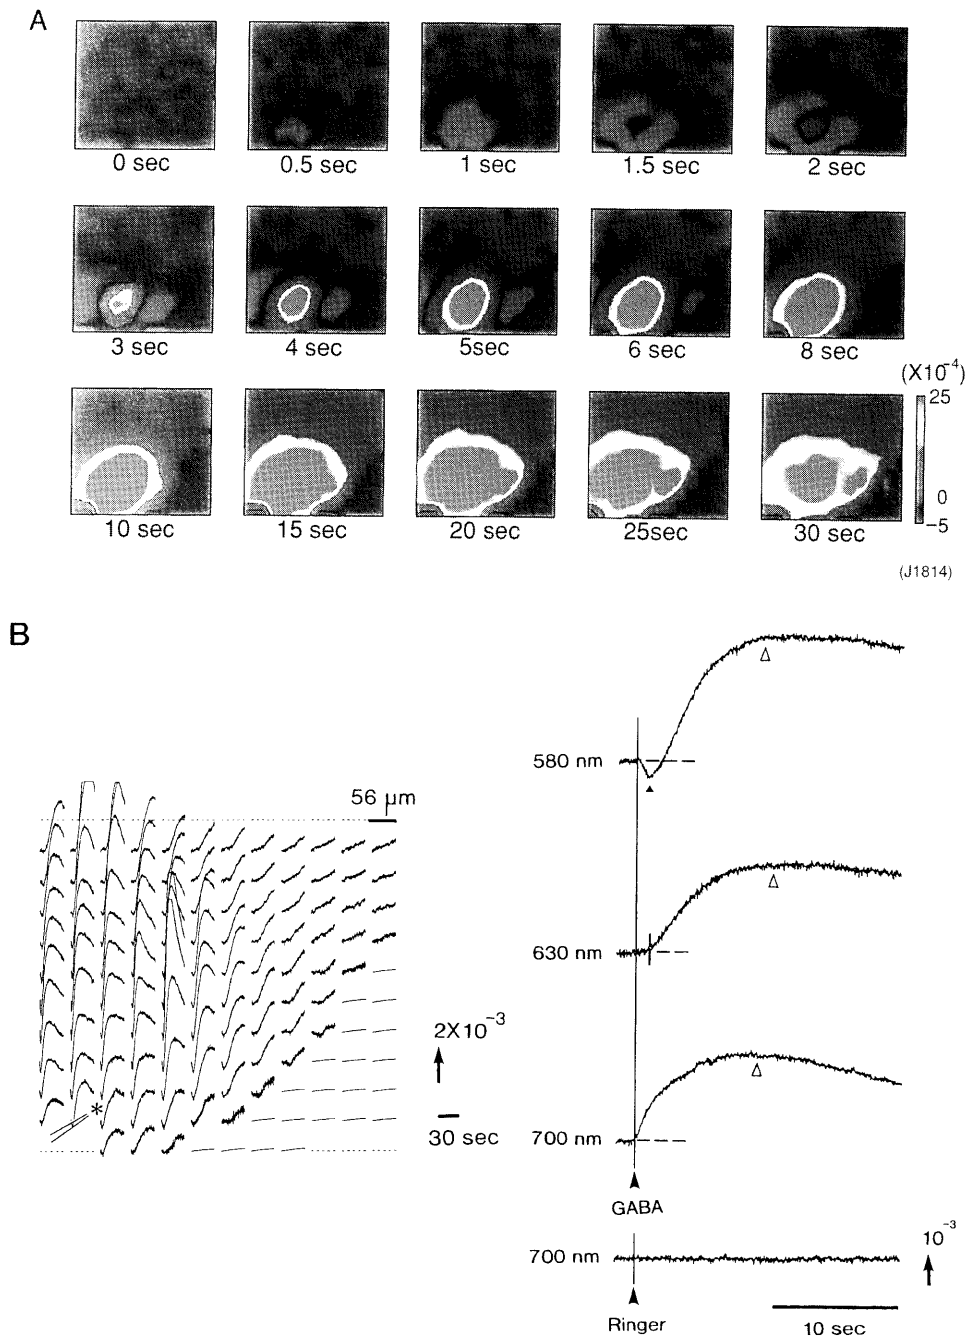 A
0 sec
0.5 sec
1 sec
1.5 sec
2 sec
3 sec
4 sec
5sec
6 sec
8 sec
(X10⁻⁴)
25
0
−5
10 sec
15 sec
20 sec
25sec
30 sec
(J1814)
B
56 µm
*
2X10⁻³
30 sec
580 nm
630 nm
700 nm
GABA
700 nm
10⁻³
Ringer
10 sec